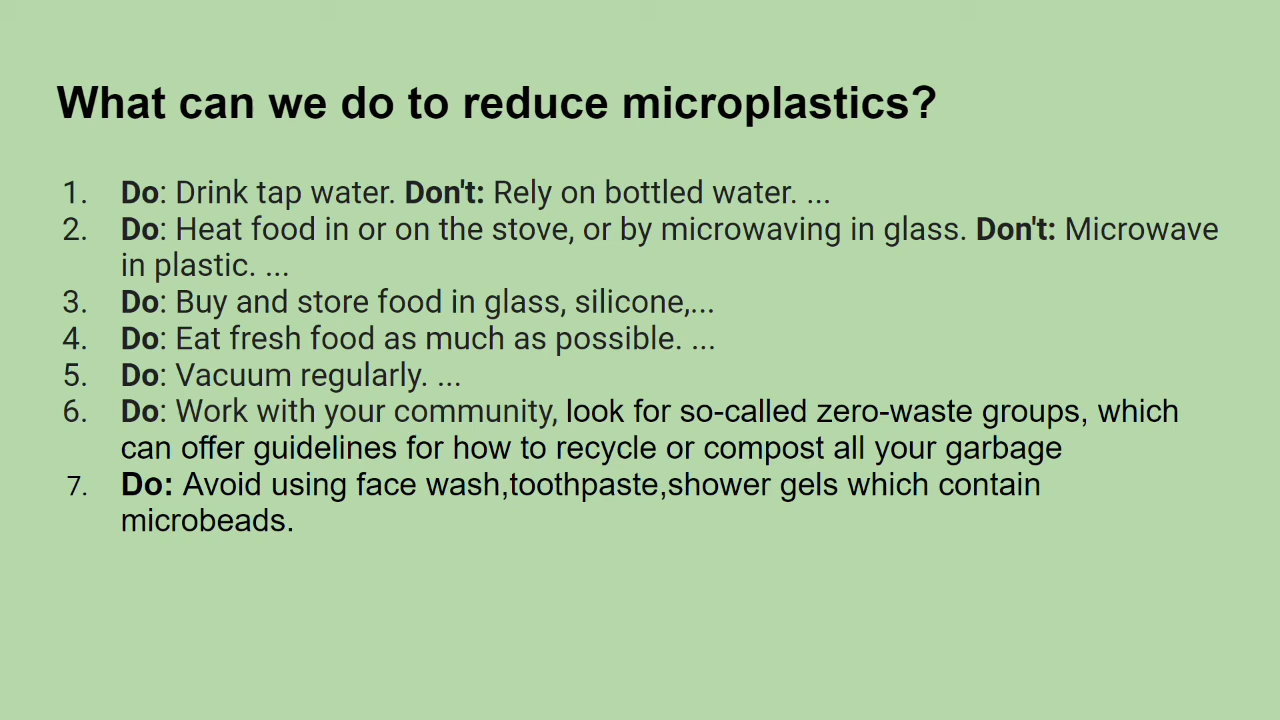 What can we do to reduce microplastics?
1. Do: Drink tap water. Don't: Rely on bottled water. ...
2. Do: Heat food in or on the stove, or by microwaving in glass. Don't: Microwave
in plastic. ...
3. Do: Buy and store food in glass, silicone,...
4. Do: Eat fresh food as much as possible. ...
5. Do: Vacuum regularly. ...
6. Do: Work with your community, look for so-called zero-waste groups, which
can offer guidelines for how to recycle or compost all your garbage
7. Do: Avoid using face wash,toothpaste,shower gels which contain
microbeads.